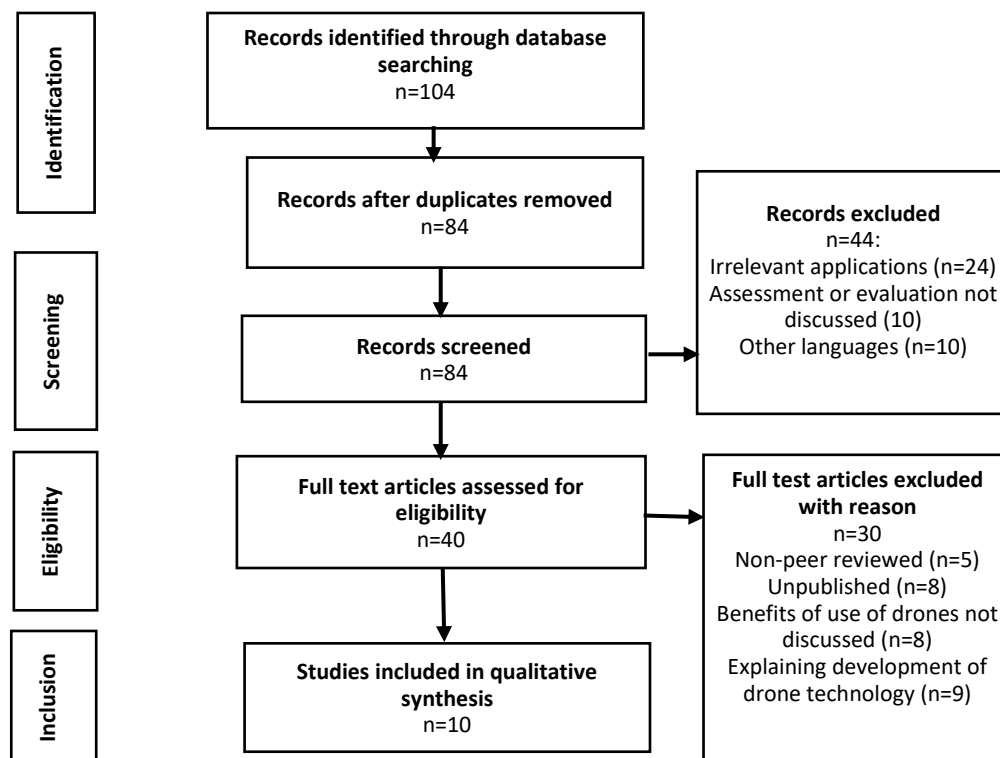 Identification
Records identified through database
searching
n=104
Records after duplicates removed
n=84
Screening
Records screened
n=84
Records excluded
n=44:
Irrelevant applications (n=24)
Assessment or evaluation not
discussed (10)
Other languages (n=10)
Eligibility
Full text articles assessed for
eligibility
n=40
Full test articles excluded
with reason
n=30
Non-peer reviewed (n=5)
Unpublished (n=8)
Benefits of use of drones not
discussed (n=8)
Explaining development of
drone technology (n=9)
Inclusion
Studies included in qualitative
synthesis
n=10